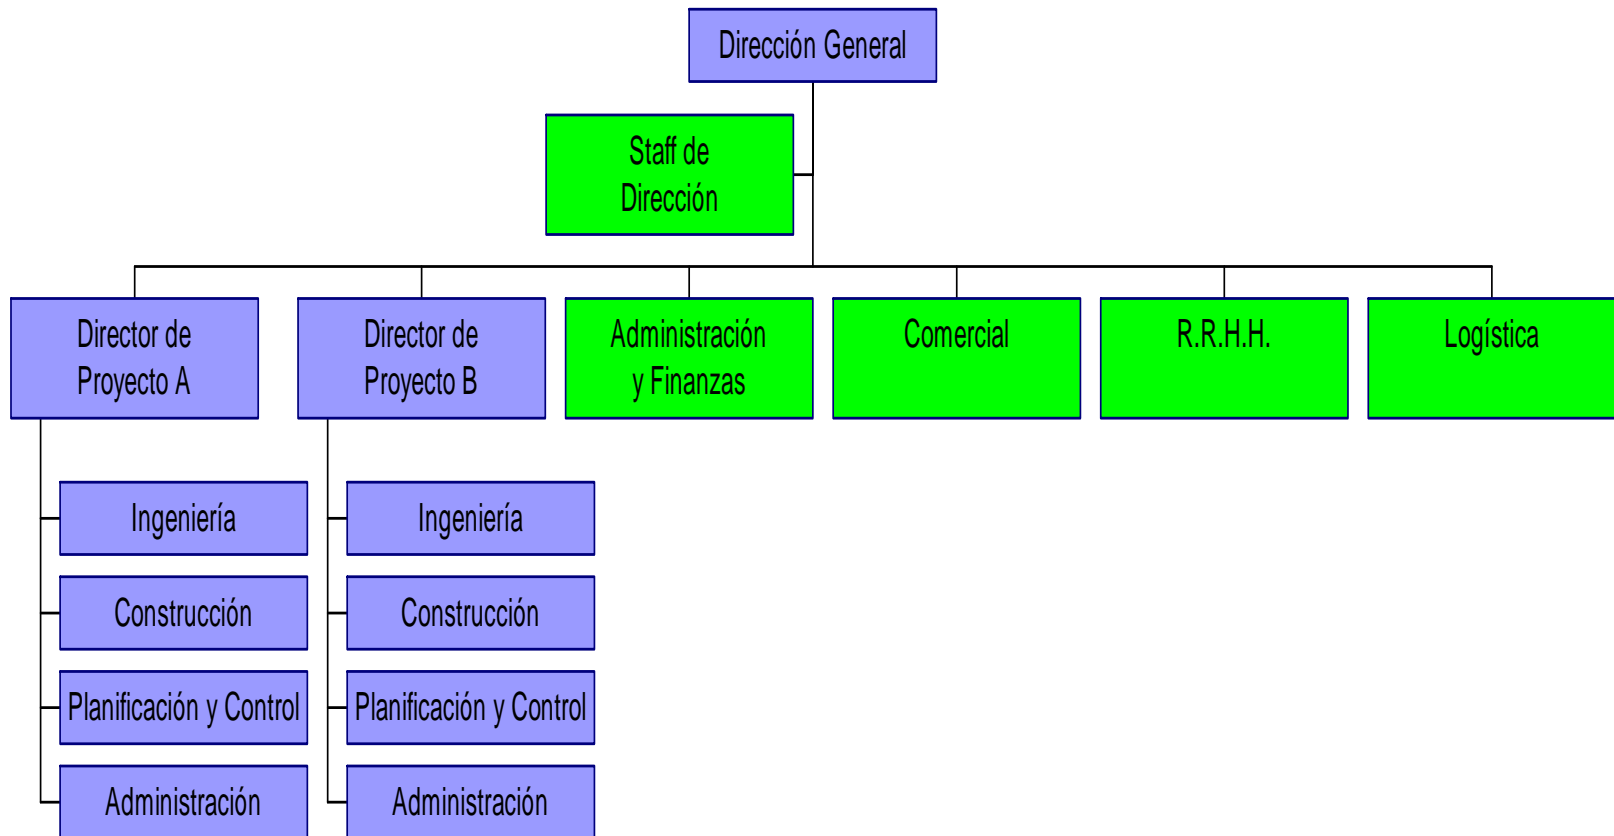 Dirección General
Staff de
Dirección
Director de
Proyecto A
Director de
Proyecto B
Administración
y Finanzas
Comercial
R.R.H.H.
Logística
Ingeniería
Construcción
Planificación y Control
Administración
Ingeniería
Construcción
Planificación y Control
Administración